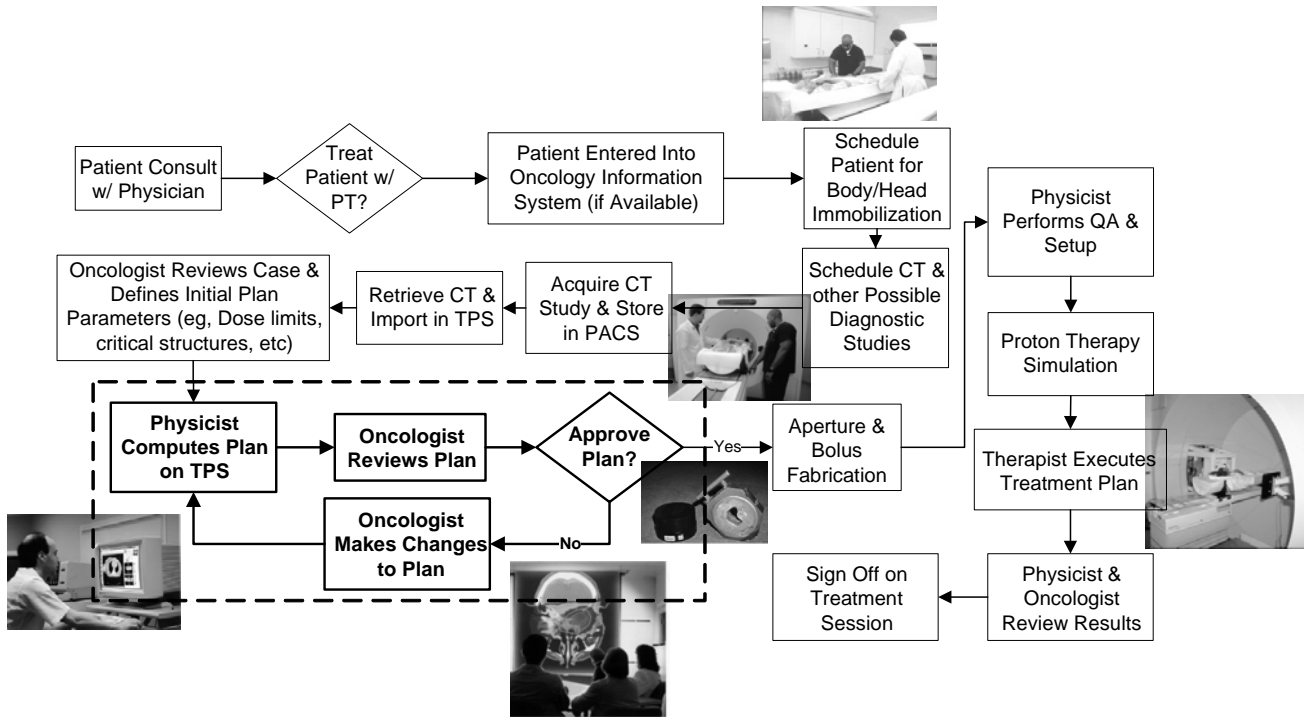 Patient Consult
w/ Physician
Treat
Patient w/
PT?
Patient Entered Into
Oncology Information
System (if Available)
Schedule
Patient for
Body/Head
Immobilization
Schedule CT &
other Possible
Diagnostic
Studies
Acquire CT
Study & Store
in PACS
Retrieve CT &
Import in TPS
Oncologist Reviews Case &
Defines Initial Plan
Parameters (eg, Dose limits,
critical structures, etc)
Physicist
Computes Plan
on TPS
Oncologist
Reviews Plan
Approve
Plan?
No
Oncologist
Makes Changes
to Plan
Yes
Aperture &
Bolus
Fabrication
Physicist
Performs QA &
Setup
Proton Therapy
Simulation
Therapist Executes
Treatment Plan
Physicist &
Oncologist
Review Results
Sign Off on
Treatment
Session